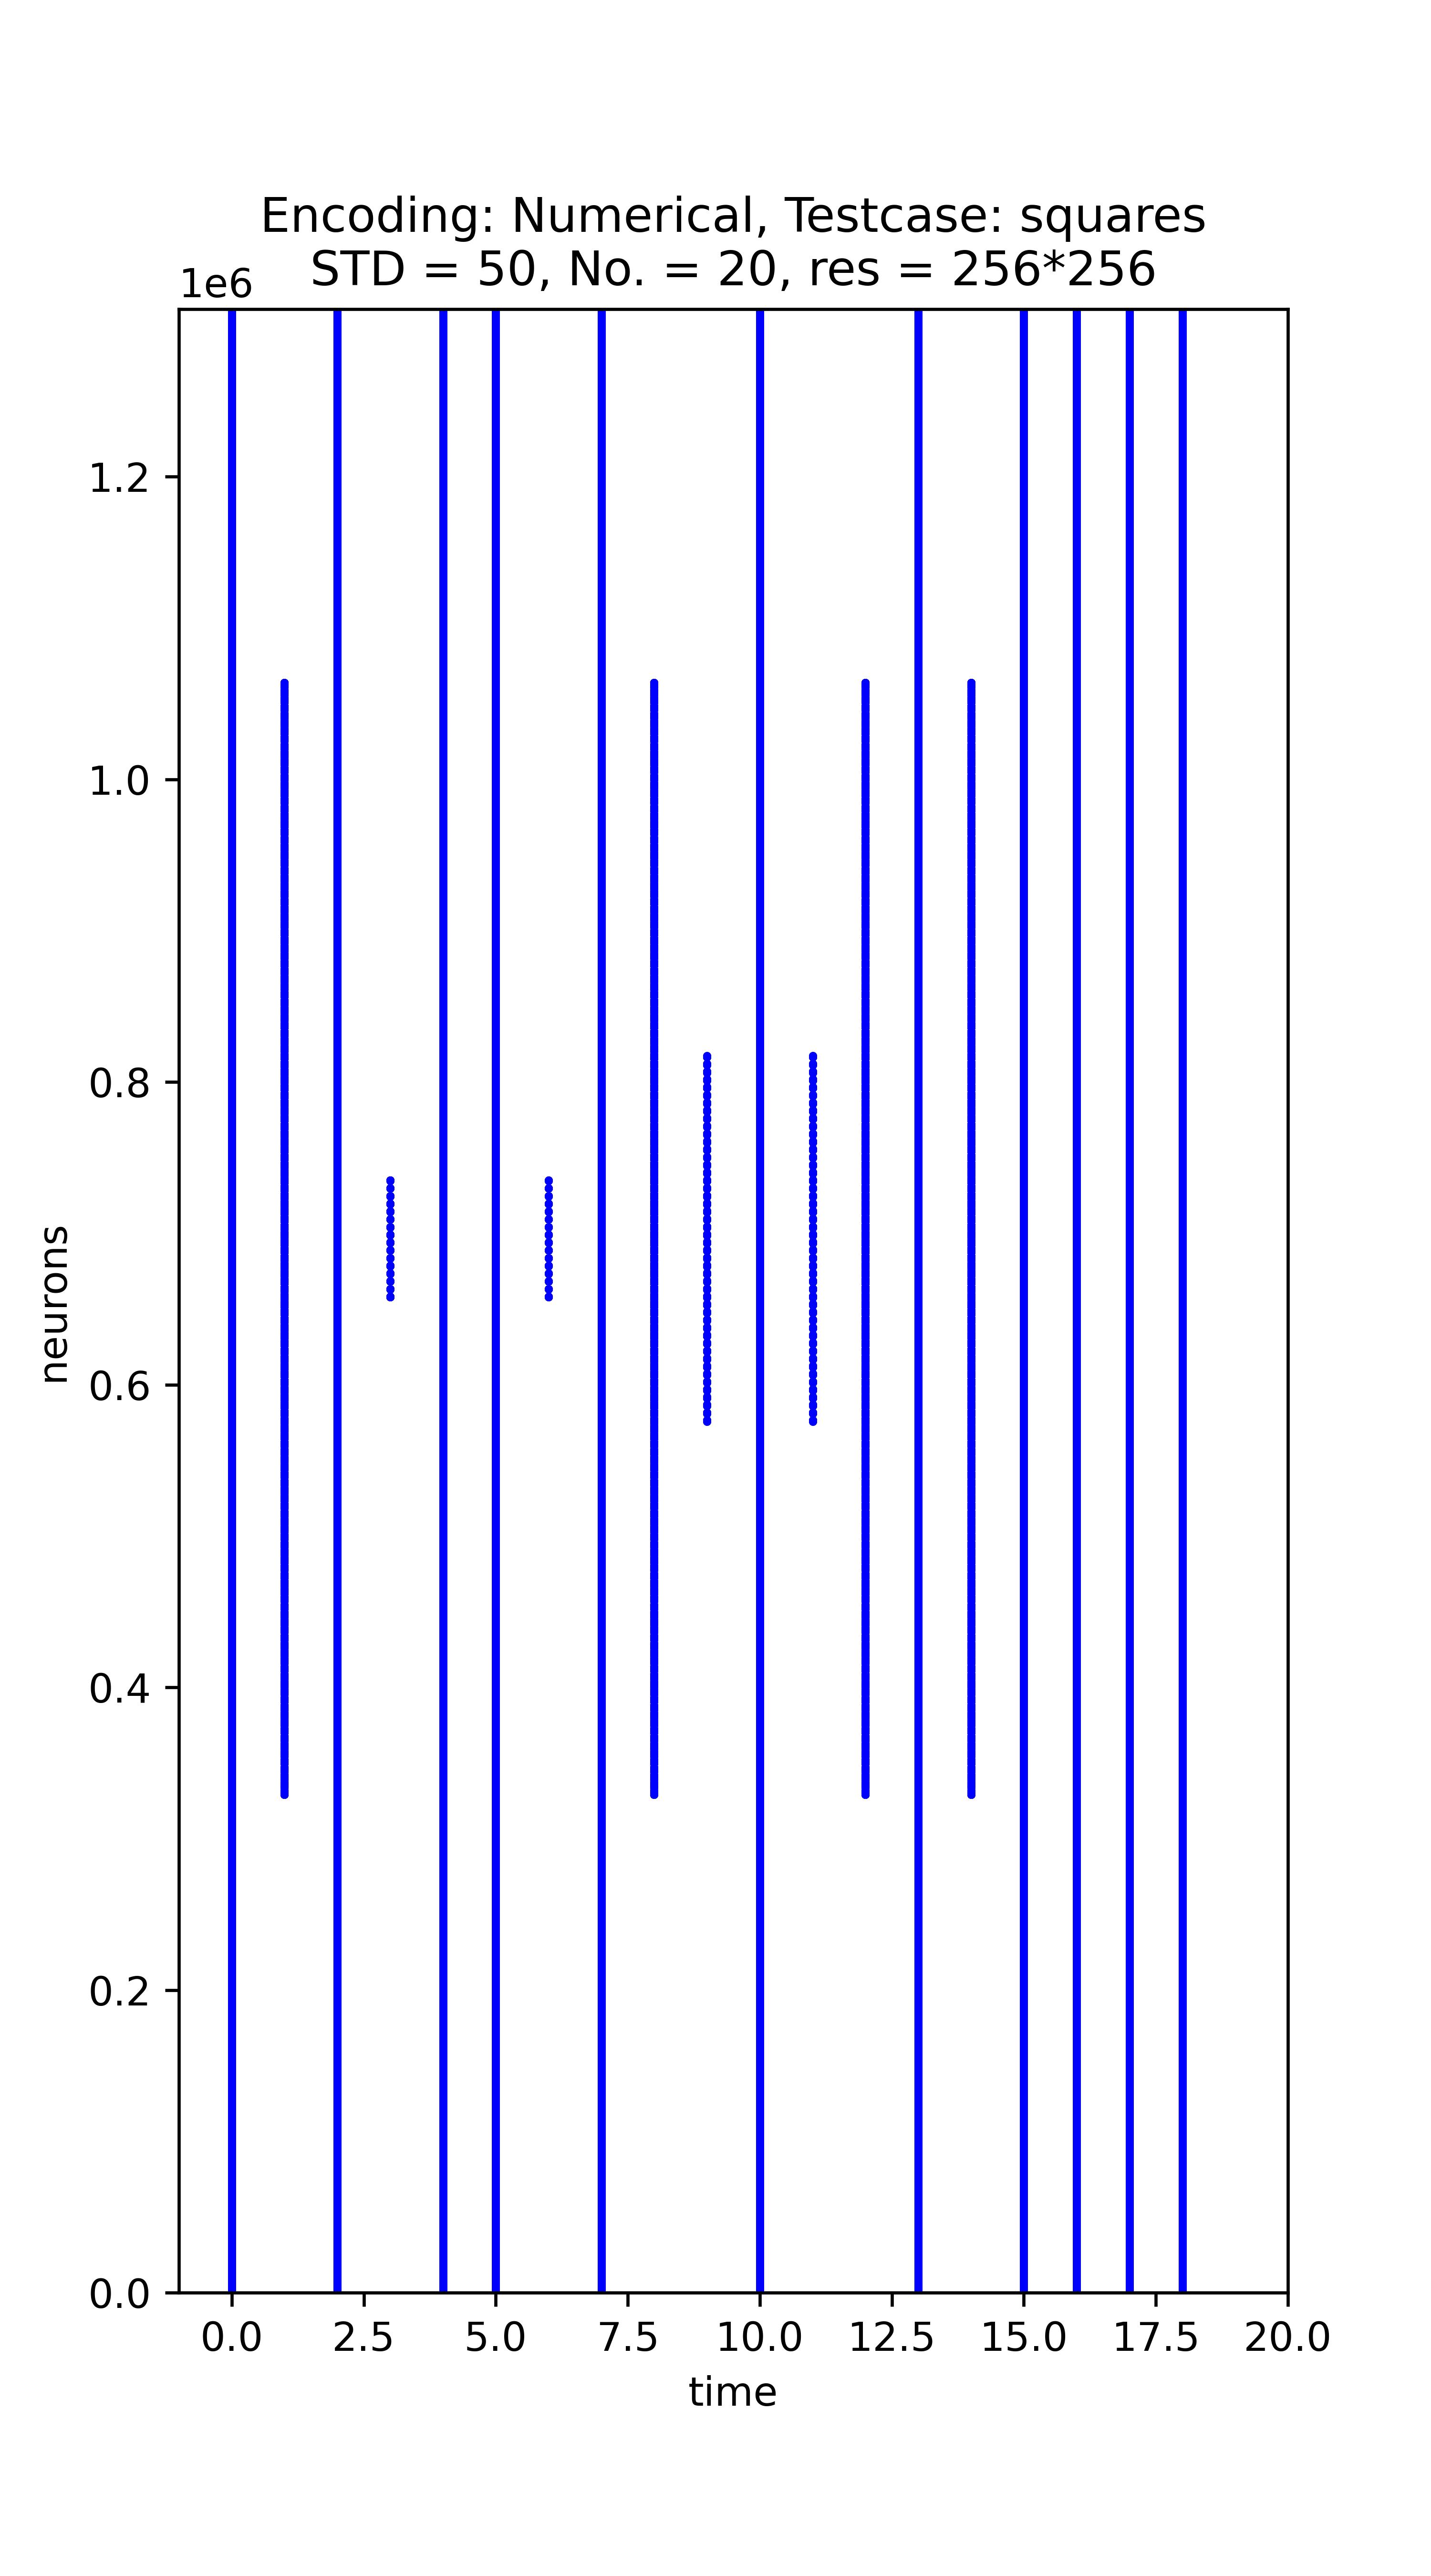 Encoding: Numerical, Testcase: squares
STD = 50, No. = 20, res = 256*256
1e6
1.2
1.0
0.8
0.6
0.4
0.2
0.0
neurons
0.0 2.5 5.0 7.5 10.0 12.5 15.0 17.5 20.0
time